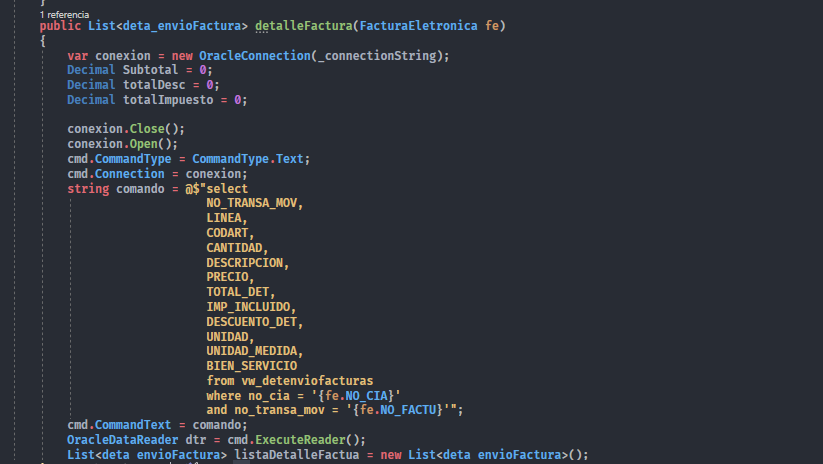 }
1 referencia
public List<deta_envioFactura> detalleFactura(FacturaEletronica fe)
{
var conexion = new OracleConnection(_connectionString);
Decimal Subtotal = 0;
Decimal totalDesc = 0;
Decimal totalImpuesto = 0;
conexion.Close();
conexion.Open();
cmd.CommandType = CommandType.Text;
cmd.Connection = conexion;
string comando = @$"select
NO_TRANSA_MOV,
LINEA,
CODART,
CANTIDAD,
DESCRIPCION,
PRECIO,
TOTAL_DET,
IMP_INCLUIDO,
DESCUENTO_DET,
UNIDAD,
UNIDAD_MEDIDA,
BIEN_SERVICIO
from vw_detenviofacturas
where no_cia = '{fe.NO_CIA}'
and no_transa_mov = '{fe.NO_FACTU}'";
cmd.CommandText = comando;
OracleDataReader dtr = cmd.ExecuteReader();
List<deta_envioFactura> listaDetalleFactua = new List<deta_envioFactura>();